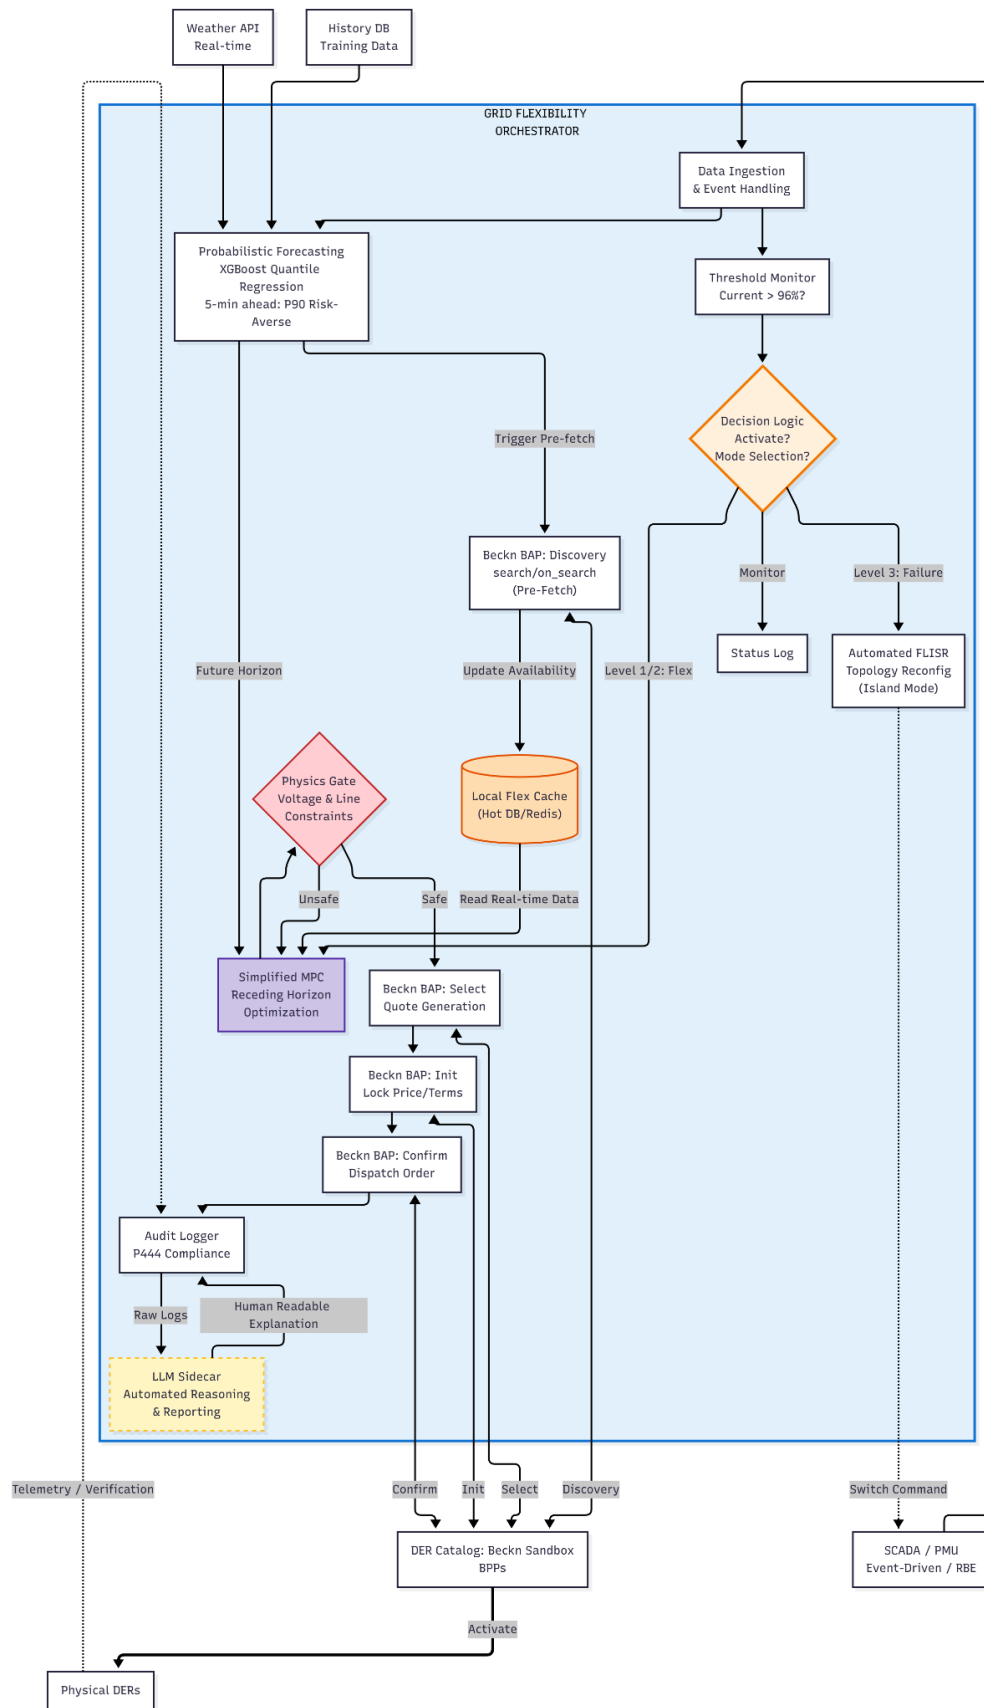 Weather API
Real-time
History DB
Training Data
GRID FLEXIBILITY
ORCHESTRATOR
Data Ingestion
& Event Handling
Probabilistic Forecasting
XGBoost Quantile
Regression
5-min ahead: P90 Risk-
Averse
Threshold Monitor
Current > 96%?
Decision Logic
Activate?
Mode Selection?
Trigger Pre-fetch
Beckn BAP: Discovery
search/on_search
(Pre-Fetch)
Monitor
Level 3: Failure
Status Log
Automated FLISR
Topology Reconfig
(Island Mode)
Future Horizon
Update Availability
Level 1/2: Flex
Physics Gate
Voltage & Line
Constraints
Local Flex Cache
(Hot DB/Redis)
Unsafe
Safe
Read Real-time Data
Simplified MPC
Receding Horizon
Optimization
Beckn BAP: Select
Quote Generation
Beckn BAP: Init
Lock Price/Terms
Beckn BAP: Confirm
Dispatch Order
Audit Logger
P444 Compliance
Raw Logs
Human Readable
Explanation
LLM Sidecar
Automated Reasoning
& Reporting
Telemetry / Verification
Confirm
Init
Select
Discovery
Switch Command
DER Catalog: Beckn Sandbox
BPPs
SCADA / PMU
Event-Driven / RBE
Activate
Physical DERs